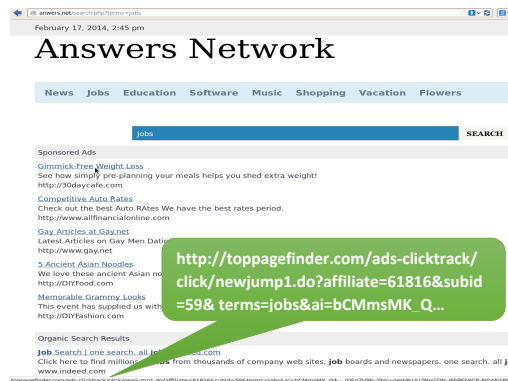 anwers.net/search.php?terms=jobs
February 17, 2014, 2:45 pm
Answers Network
News Jobs Education Software Music Shopping Vacation Flowers
jobs SEARCH
Sponsored Ads
Gimmick-Free Weight Loss
See how simply pre-planning your meals helps you shed extra weight!
http://30daycafe.com
Competitive Auto Rates
Check out the best Auto RAtes We have the best rates period.
http://www.allfinancialonline.com
Gay Articles at Gay.net
Latest Articles on Gay Men Datin
http://www.gay.net
5 Ancient Asian Noodles
We love these ancient Asian no
http://DIYFood.com
Memorable Grammy Looks
This event has supplied us with
http://DIYFashion.com
http://toppagefinder.com/ads-clicktrack/
click/newjump1.do?affiliate=61816&subid
=59& terms=jobs&ai=bCMmsMK_Q...
Organic Search Results
Job Search | one search. all
Click here to find millions from thousands of company web sites, job boards and newspapers. one search. all j
www.indeed.com